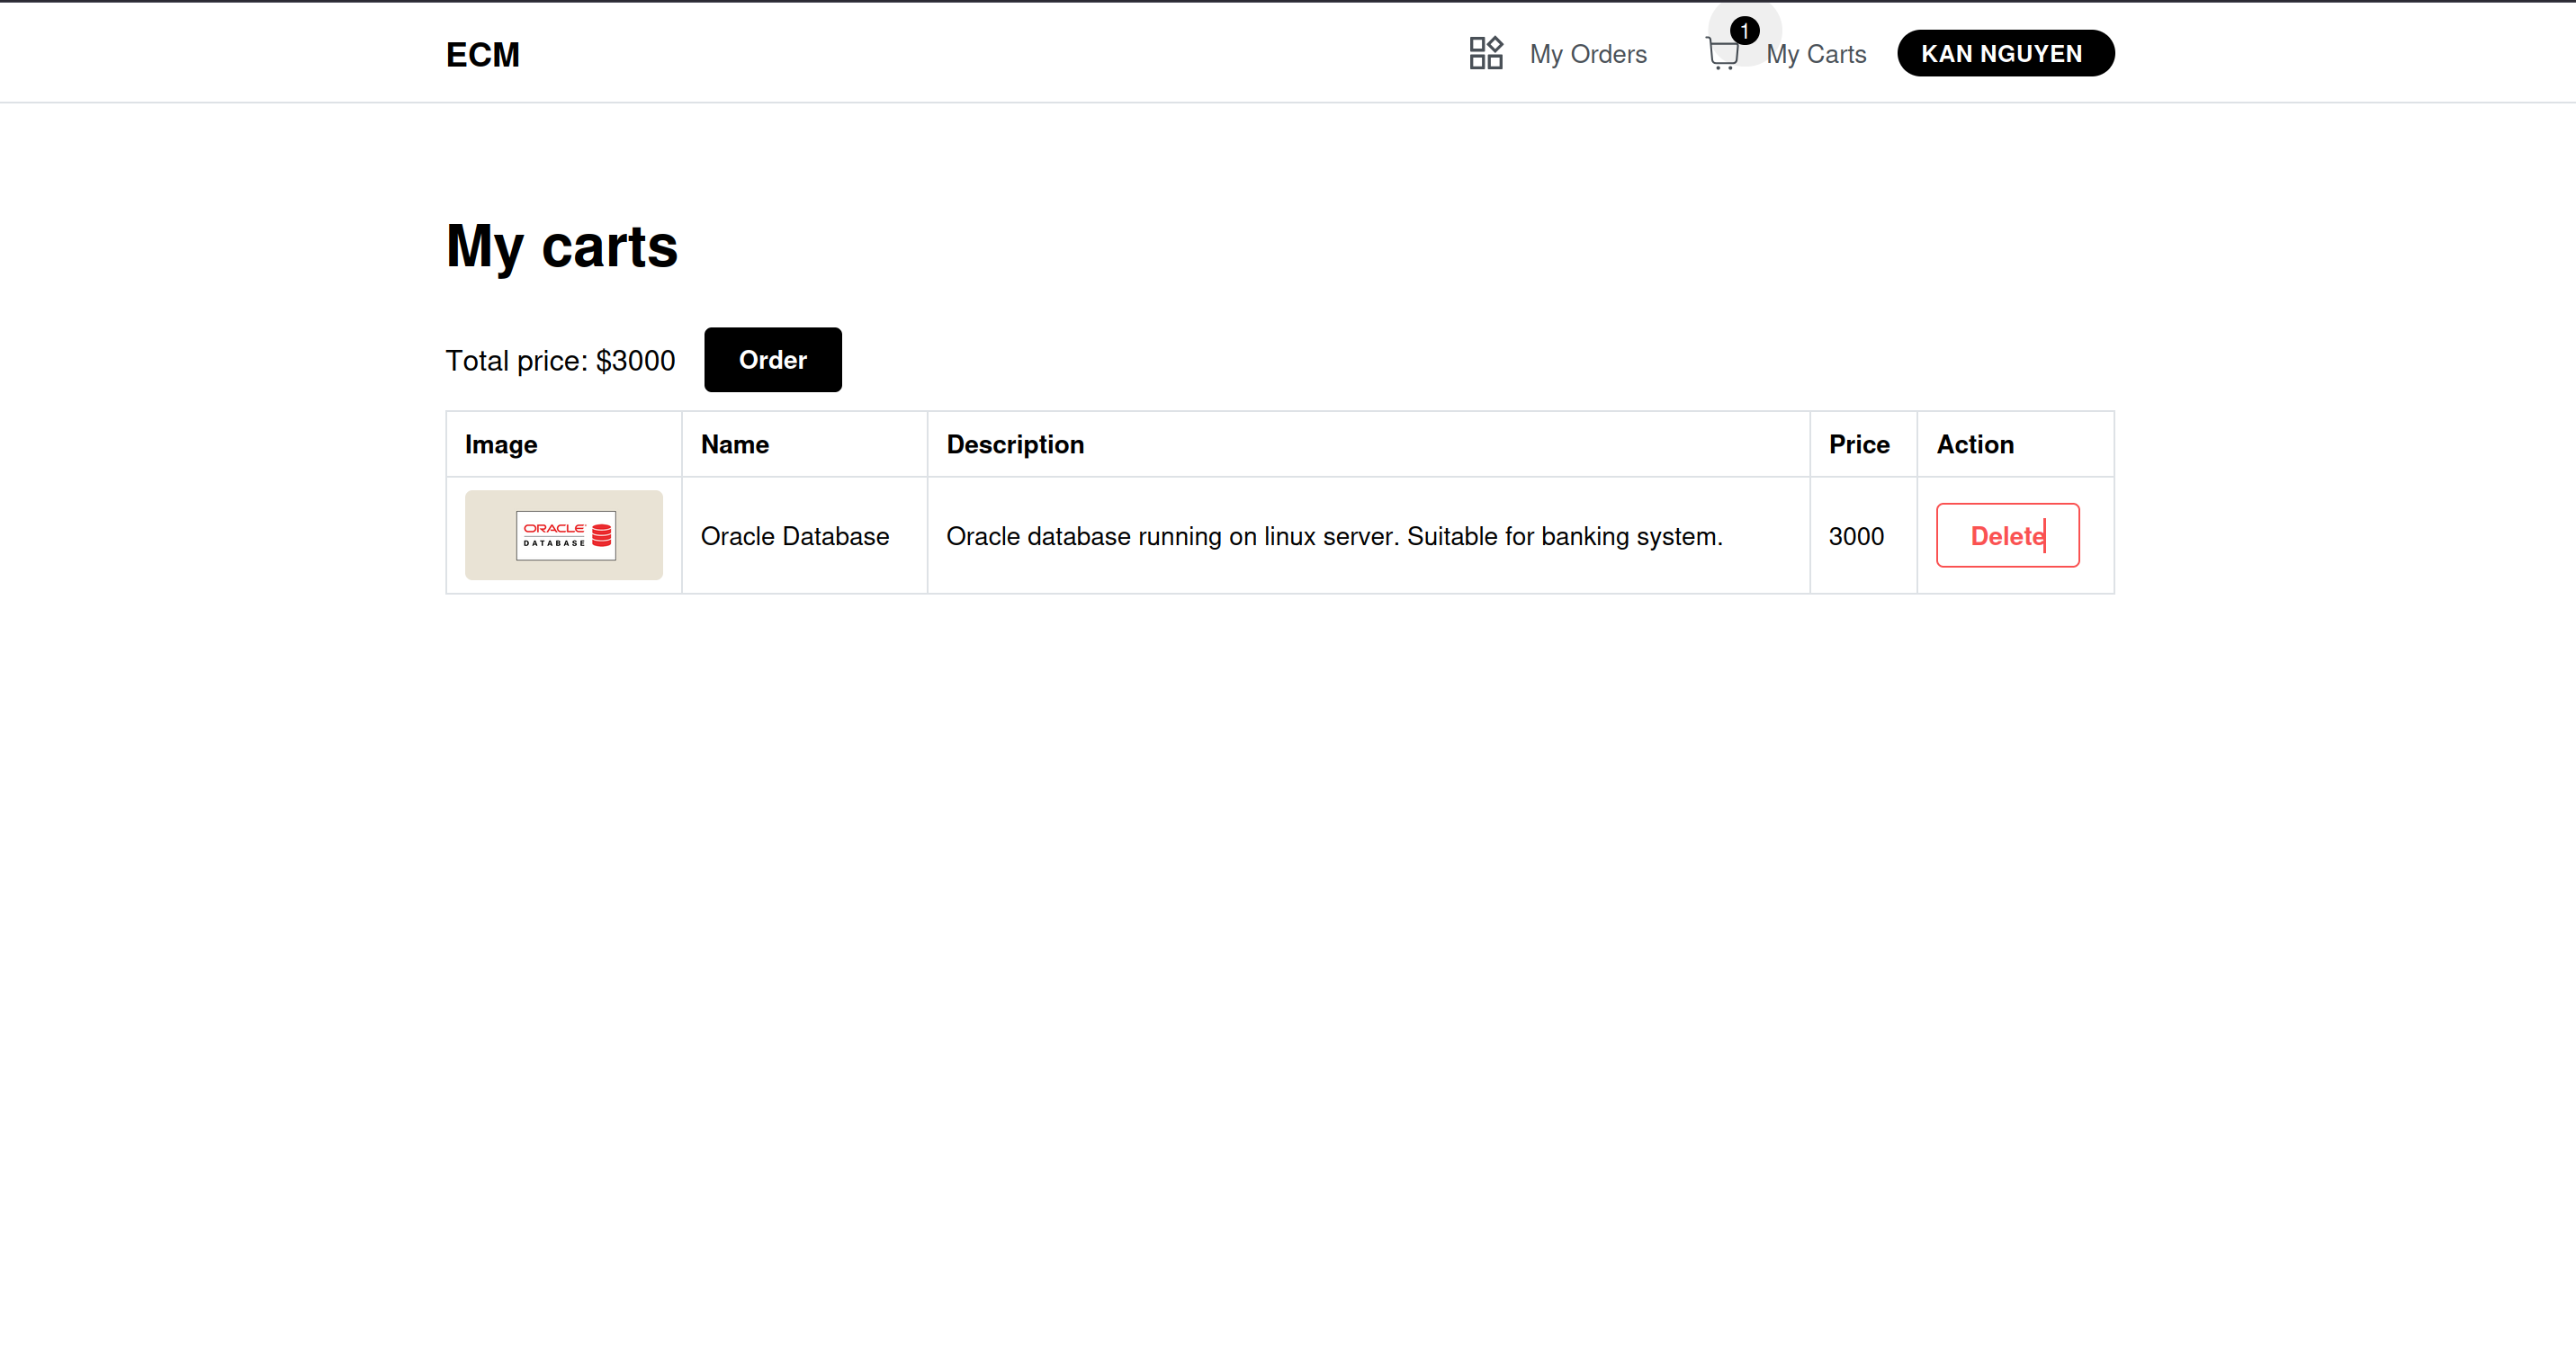 ECM
My Orders
1
My Carts
KAN NGUYEN
My carts
Total price: $3000
Order
Image Name Description Price Action
ORACLE
DATABASE
Oracle Database Oracle database running on linux server. Suitable for banking system. 3000 Delete